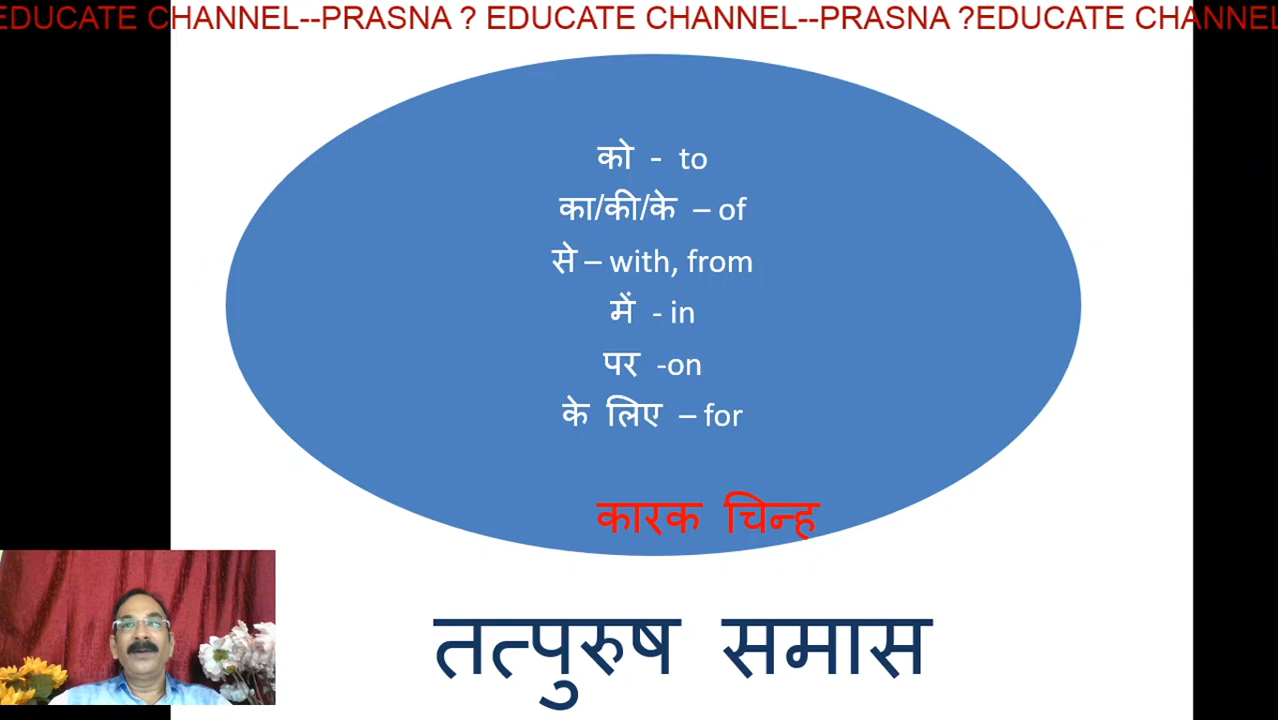 EDUCATE CHANNEL--PRASNA ? EDUCATE CHANNEL--PRASNA ?EDUCATE CHANNEL
को - to
का/की/के – of
से – with, from
में - in
पर -on
के लिए – for
कारक चिन्ह
तत्पुरुष समास